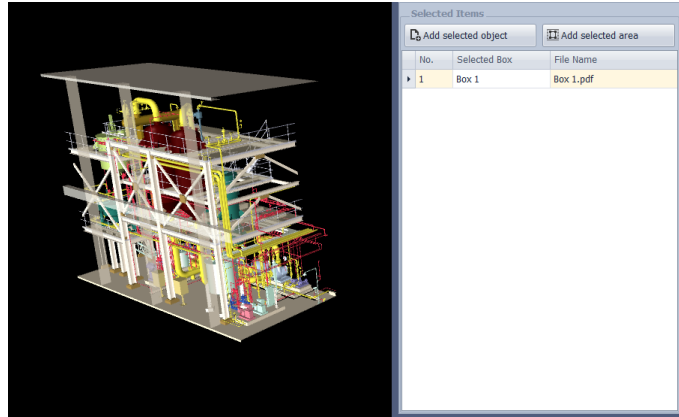 Selected Items
Add selected object Add selected area
No. Selected Box File Name
1 Box 1 Box 1.pdf